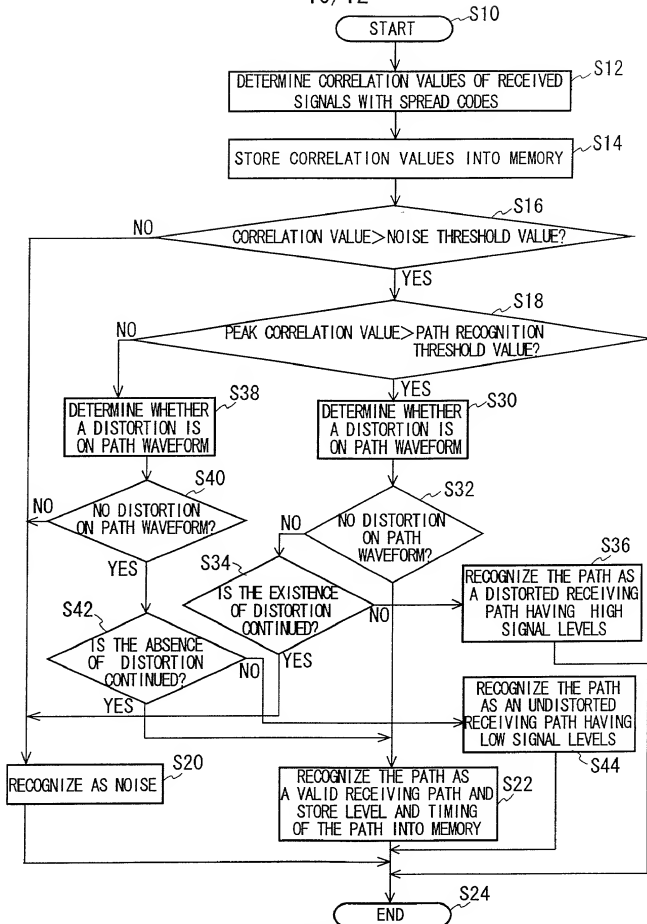 START
S10
DETERMINE CORRELATION VALUES OF RECEIVED
SIGNALS WITH SPREAD CODES
S12
STORE CORRELATION VALUES INTO MEMORY
S14
S16
NO
CORRELATION VALUE>NOISE THRESHOLD VALUE?
YES
S18
NO
PEAK CORRELATION VALUE>PATH RECOGNITION
THRESHOLD VALUE?
YES
S38
DETERMINE WHETHER
A DISTORTION IS
ON PATH WAVEFORM
S30
DETERMINE WHETHER
A DISTORTION IS
ON PATH WAVEFORM
S40
NO
NO DISTORTION
ON PATH WAVEFORM?
YES
S32
NO
NO DISTORTION
ON PATH
WAVEFORM?
S34
IS THE EXISTENCE
OF DISTORTION
CONTINUED?
NO
YES
S36
RECOGNIZE THE PATH AS
A DISTORTED RECEIVING
PATH HAVING HIGH
SIGNAL LEVELS
S42
IS THE ABSENCE
OF DISTORTION
CONTINUED?
NO
YES
RECOGNIZE THE PATH
AS AN UNDISTORTED
RECEIVING PATH HAVING
LOW SIGNAL LEVELS
S44
RECOGNIZE AS NOISE
S20
RECOGNIZE THE PATH AS
A VALID RECEIVING PATH AND
STORE LEVEL AND TIMING
OF THE PATH INTO MEMORY
S22
S24
END